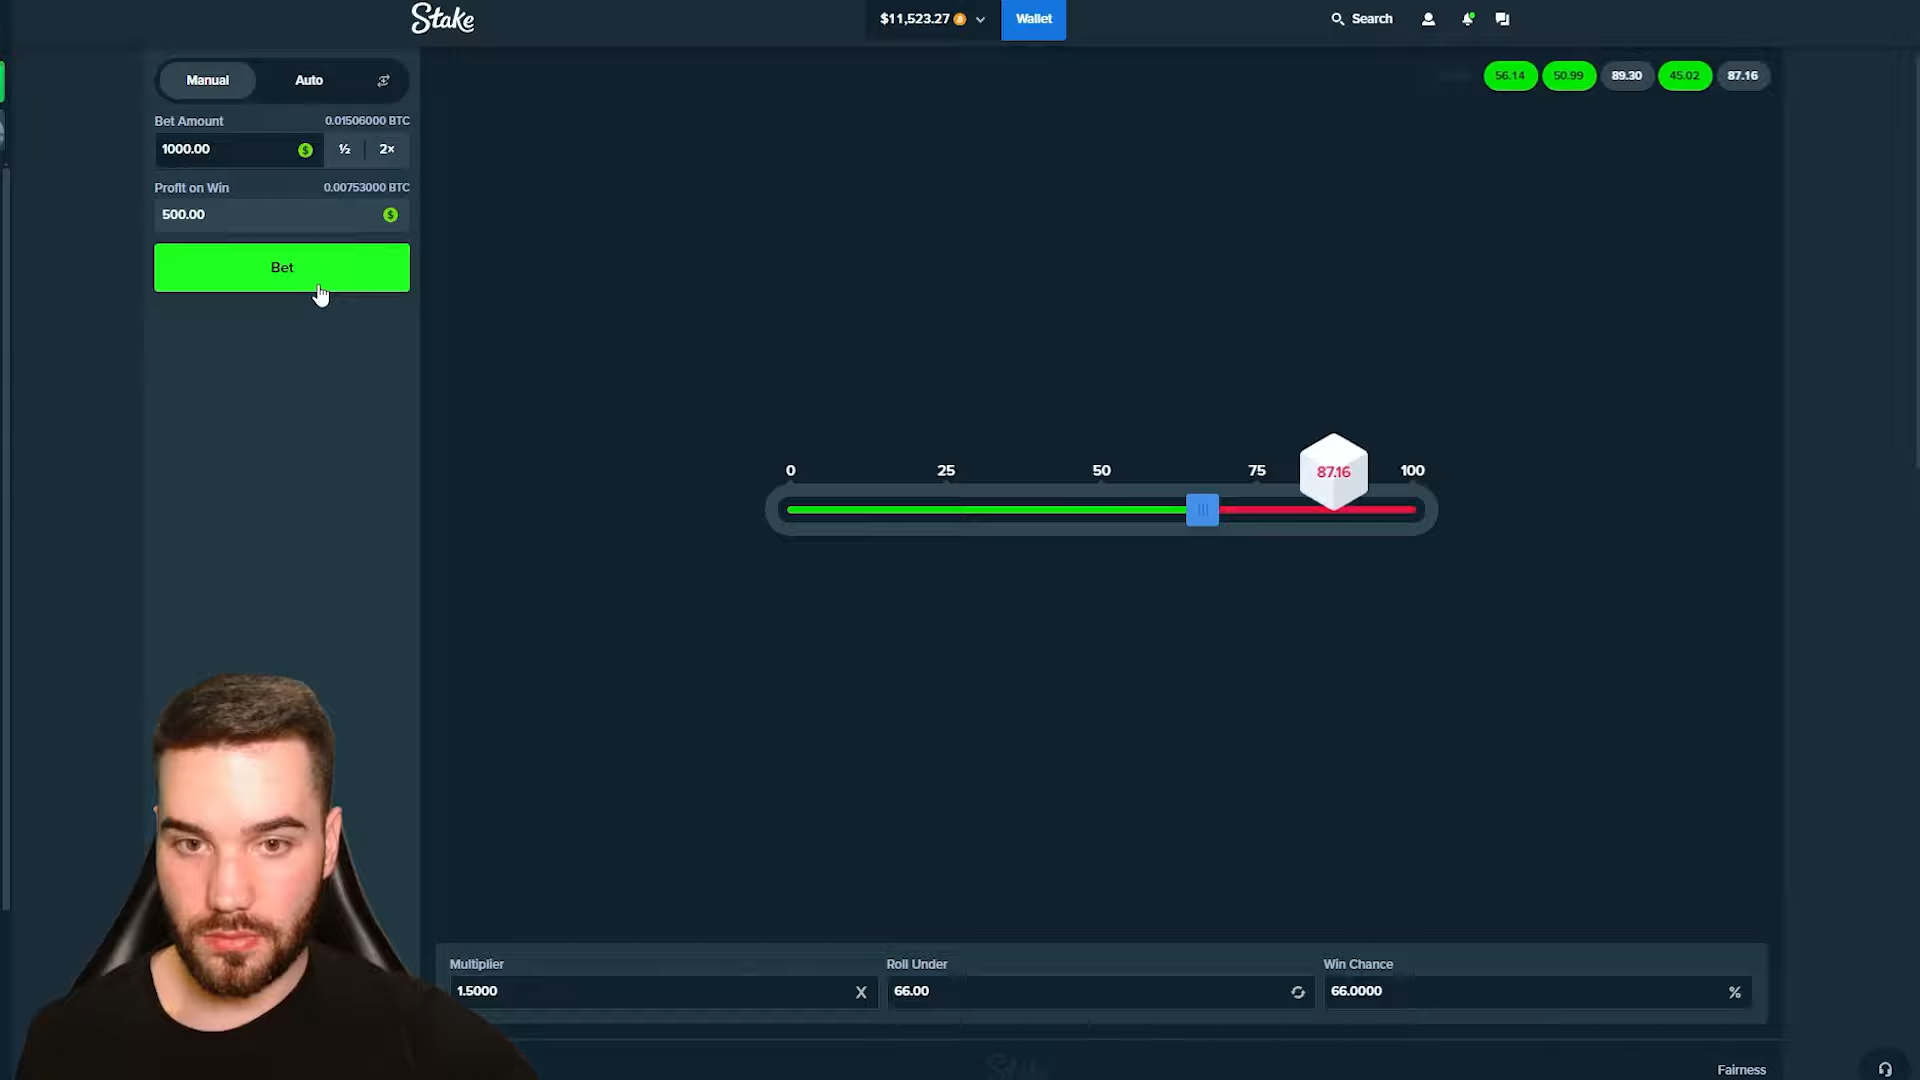 Stake
$11,523.27
Wallet
Search
Manual
Auto
56.14
50.99
89.30
45.02
87.16
Bet Amount
0.01506000 BTC
1000.00
$
½
2×
Profit on Win
0.00753000 BTC
500.00
$
Bet
0
25
50
75
87.16
100
Multiplier
Roll Under
Win Chance
1.5000
X
66.00
66.0000
%
Stake
Fairness